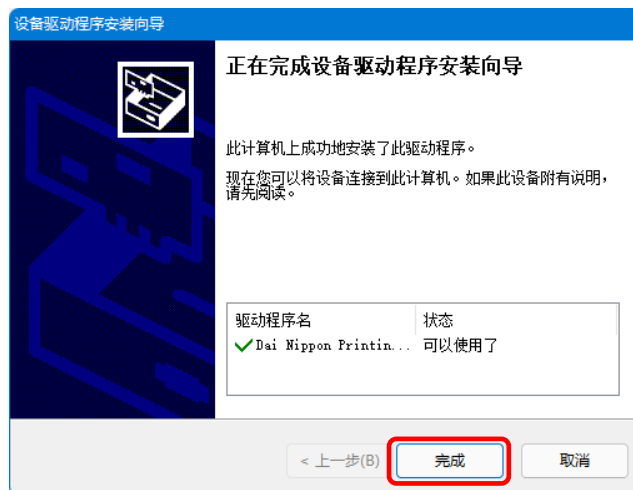 设备驱动程序安装向导
正在完成设备驱动程序安装向导
此计算机上成功地安装了此驱动程序。
现在您可以将设备连接到此计算机。如果此设备附有说明，
请先阅读。
驱动程序名 状态
Dai Nippon Printin... 可以使用了
< 上一步(B) 完成 取消